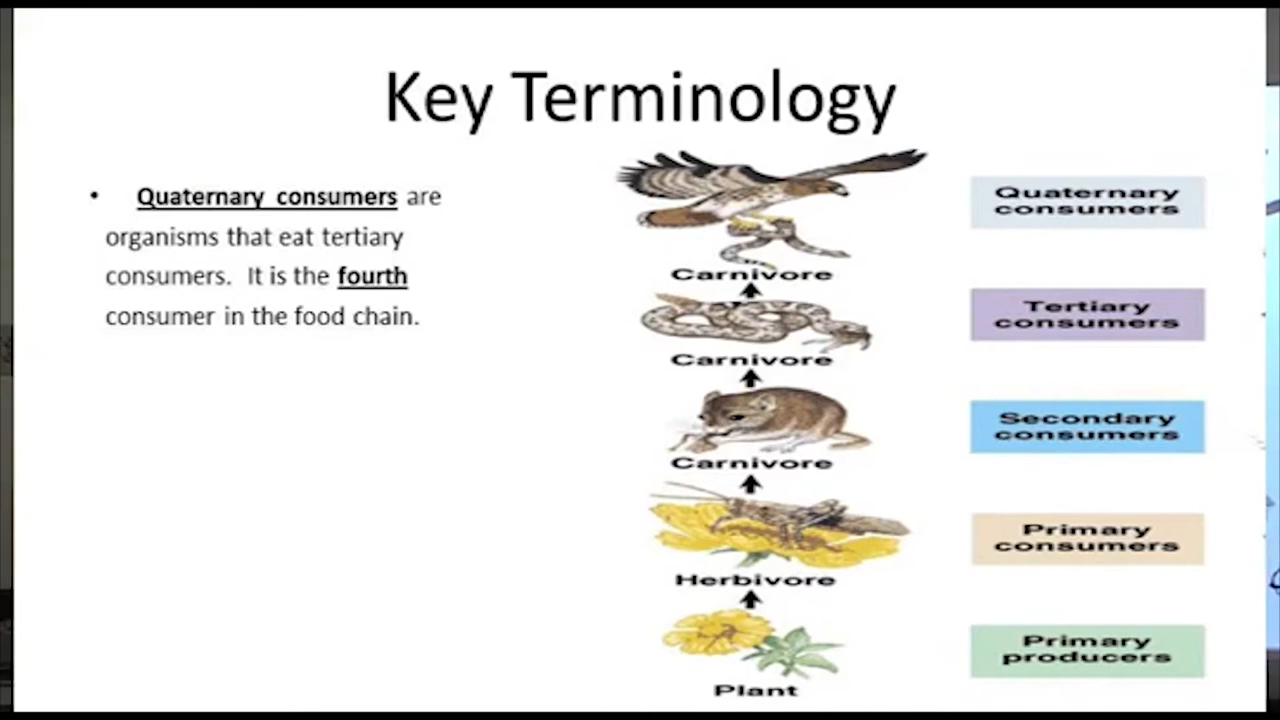 Key Terminology
• Quaternary consumers are
organisms that eat tertiary
consumers. It is the fourth
consumer in the food chain.
Carnivore
Quaternary
consumers
Carnivore
Tertiary
consumers
Carnivore
Secondary
consumers
Herbivore
Primary
consumers
Plant
Primary
producers